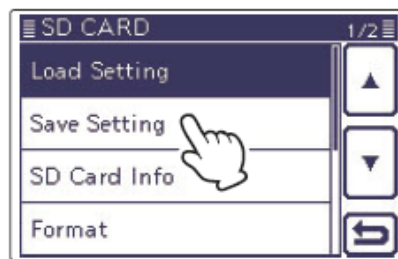 SD CARD 1/2
Load Setting
Save Setting
SD Card Info
Format